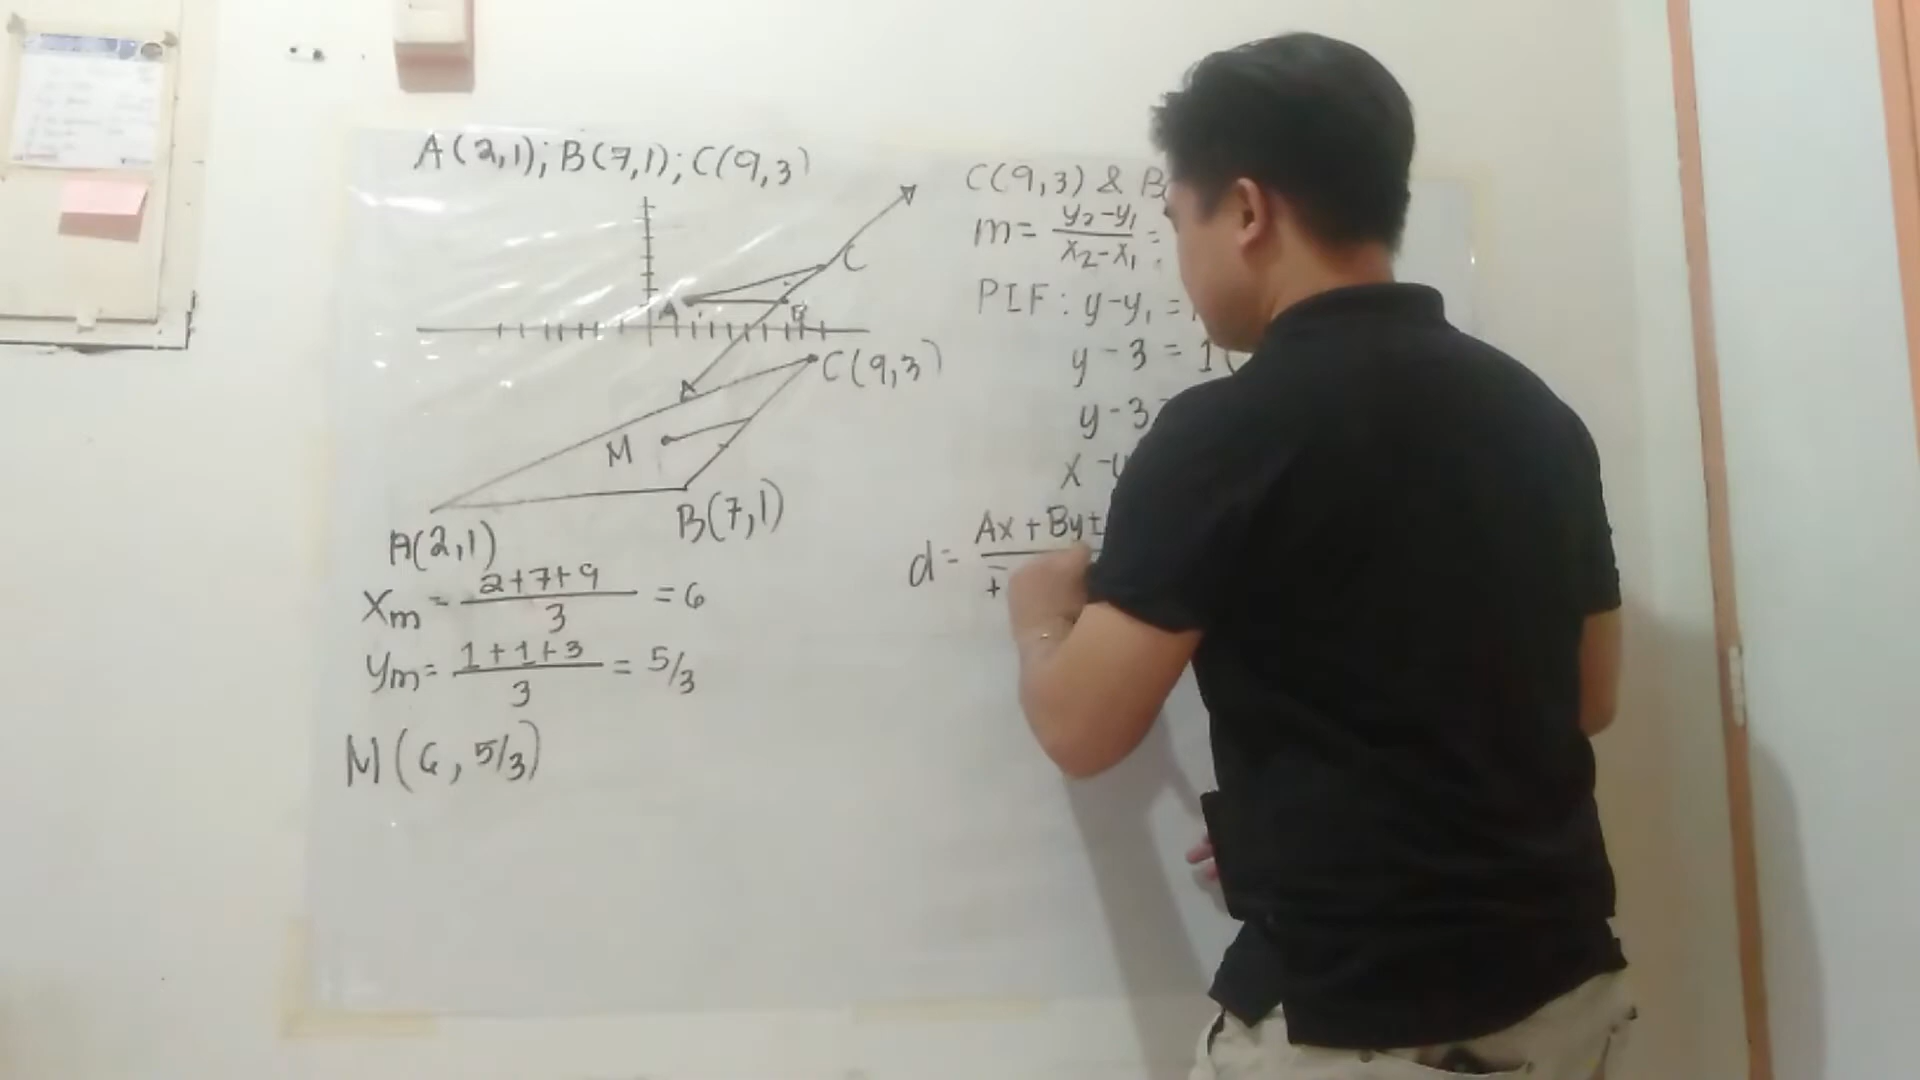 A(2,1); B(7,1); C(9,3)
C
A
B
C(9,3)
M
B(7,1)
A(2,1)
Xm = 2+7+9 / 3 = 6
Ym = 1+1+3 / 3 = 5/3
M(6, 5/3)
C(9,3) & B
m = y₂-y₁ / x₂-x₁ =
PIF: y-y₁ =
y - 3 = 1(
y - 3 =
x - y
d = Ax + By ±
±